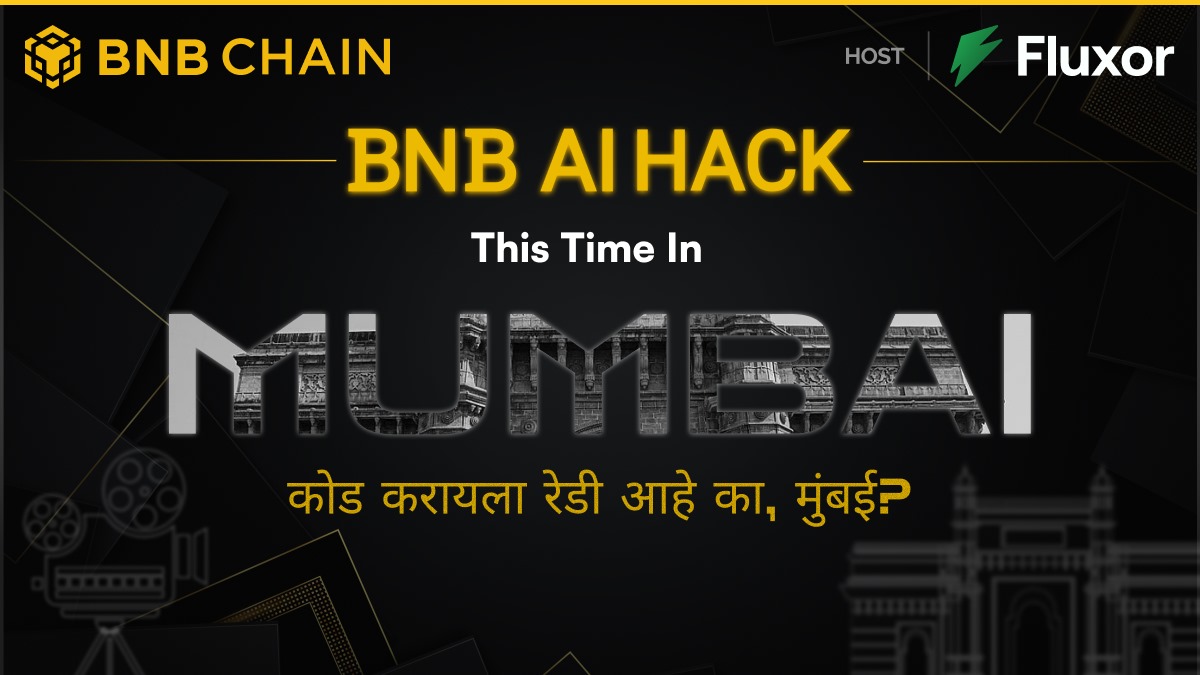 BNB CHAIN
HOST
Fluxor
BNB AI HACK
This Time In
MUMBAI
कोड करायला रेडी आहे का, मुंबई?